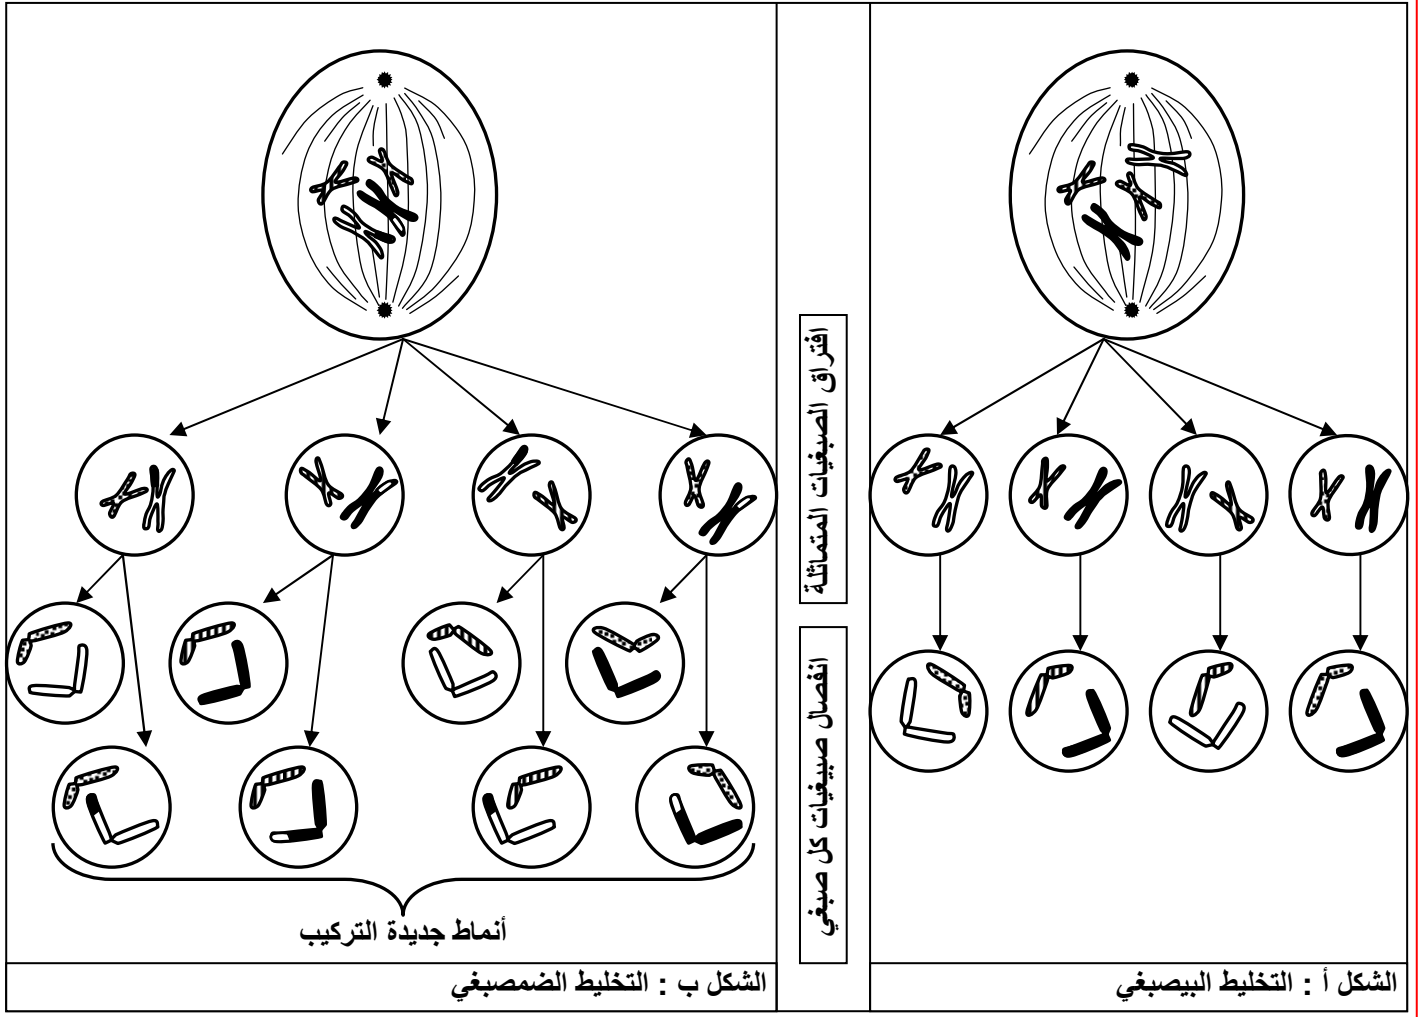 افتراق الصبغيات المتماثلة
انفصال صبيغيات كل صبغي
أنماط جديدة التركيب
الشكل أ : التخليط البيصبغي
الشكل ب : التخليط الضمصبغي